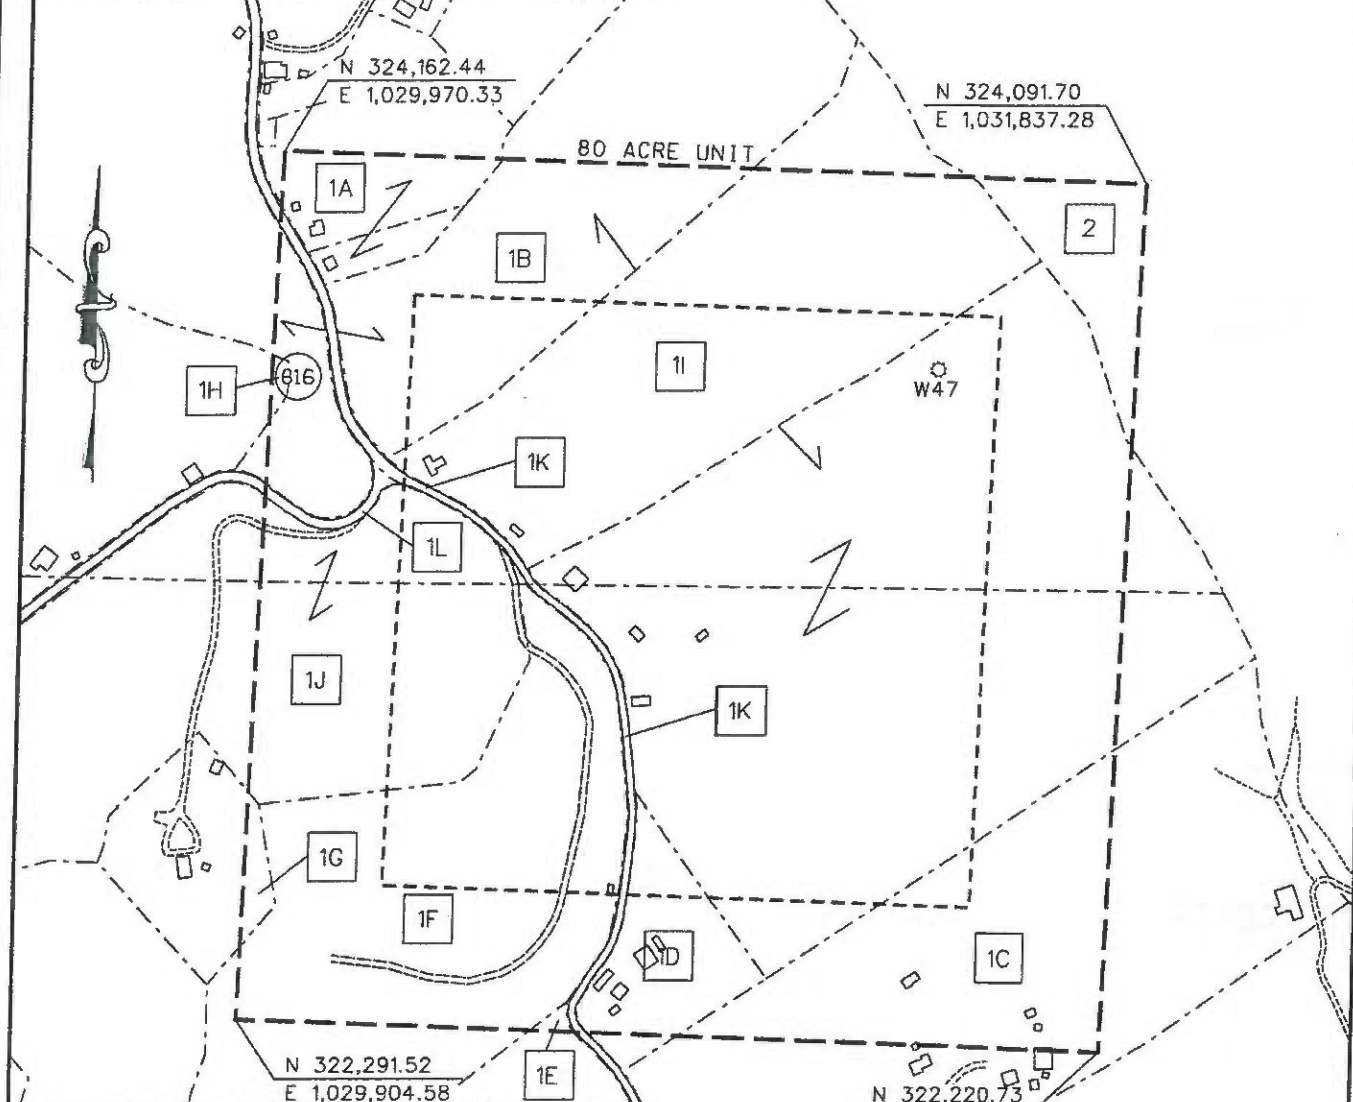 N 324,162.44
E 1,029,970.33
N 324,091.70
E 1,031,837.28
80 ACRE UNIT
1A
2
1B
1I
W47
816
1H
1K
1L
1J
1K
1G
1F
1D
1C
N 322,291.52
E 1,029,904.58
1E
N 322,220.73